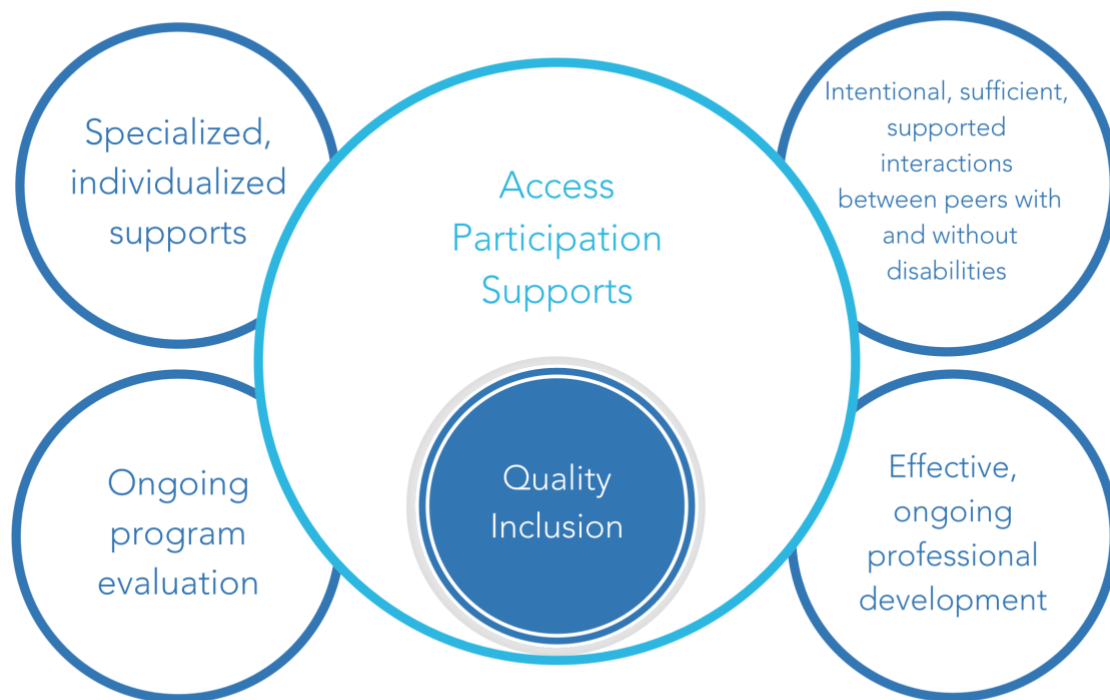 Specialized,
individualized
supports
Access
Participation
Supports
Intentional, sufficient,
supported
interactions
between peers with
and without
disabilities
Ongoing
program
evaluation
Quality
Inclusion
Effective,
ongoing
professional
development